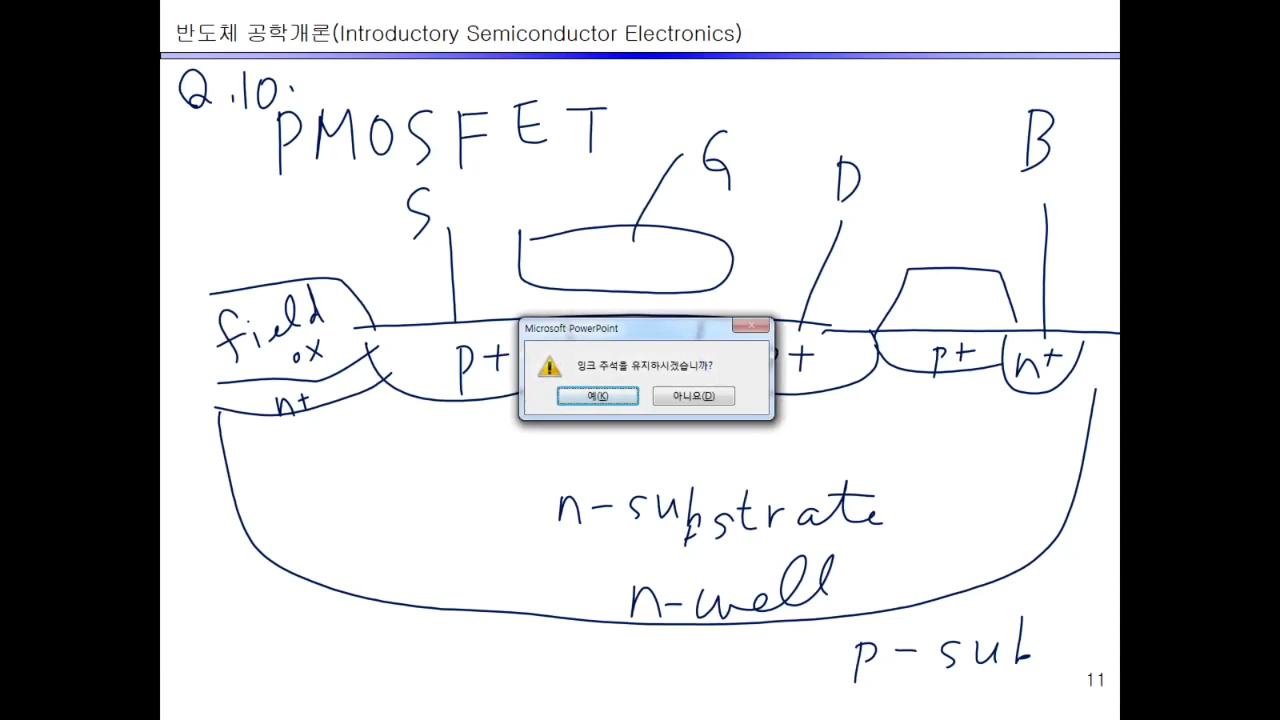 반도체 공학개론(Introductory Semiconductor Electronics)
Q.10.
PMOSFET
G
B
D
S
field
ox
Microsoft PowerPoint
잉크 주석을 유지하시겠습니까?
예(K)
아니요(D)
p+
+
p+
n+
n+
n-substrate
n-well
p-sub
11